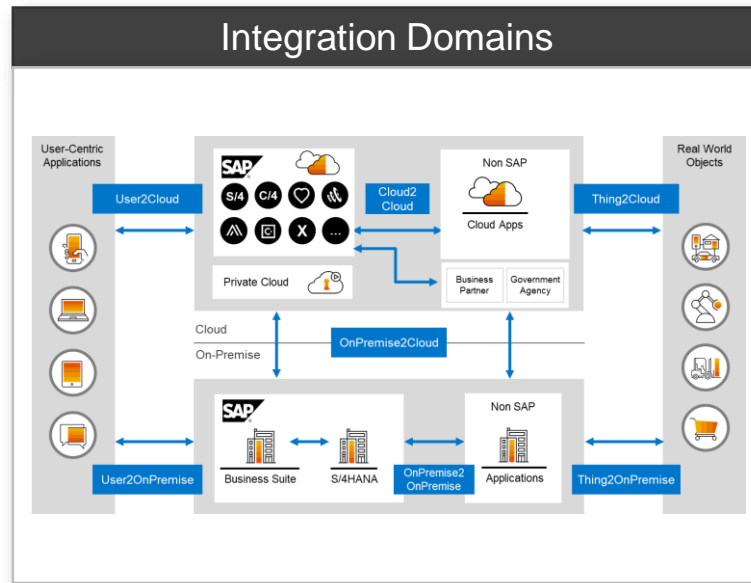 Integration Domains
User-Centric
Applications
User2Cloud
SAP
S/4
C/4
X
...
Private Cloud
Cloud2
Cloud
Non SAP
Cloud Apps
Business
Partner
Government
Agency
Thing2Cloud
Real World
Objects
Cloud
On-Premise
OnPremise2Cloud
User2OnPremise
SAP
Business Suite
S/4HANA
OnPremise2
OnPremise
Non SAP
Applications
Thing2OnPremise